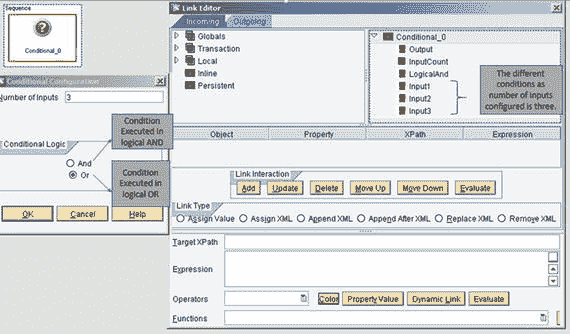 Sequence
Conditional_0
Conditional Configuration
Number of Inputs 3
Condition
Executed in
logical AND
Conditional Logic
And
Or
Condition
Executed in
logical OR
OK Cancel Help
Link Editor
Incoming Outgoing
Globals
Transaction
Local
Inline
Persistent
Conditional_0
Output
InputCount
LogicalAnd
Input1
Input2
Input3
The different
conditions as
number of inputs
configured is three.
Object Property XPath Expression
Link Interaction
Add Update Delete Move Up Move Down Evaluate
Link Type
Assign Value Assign XML Append XML Append After XML Replace XML Remove XML
Target XPath
Expression
Operators Color Property Value Dynamic Link Evaluate
Functions